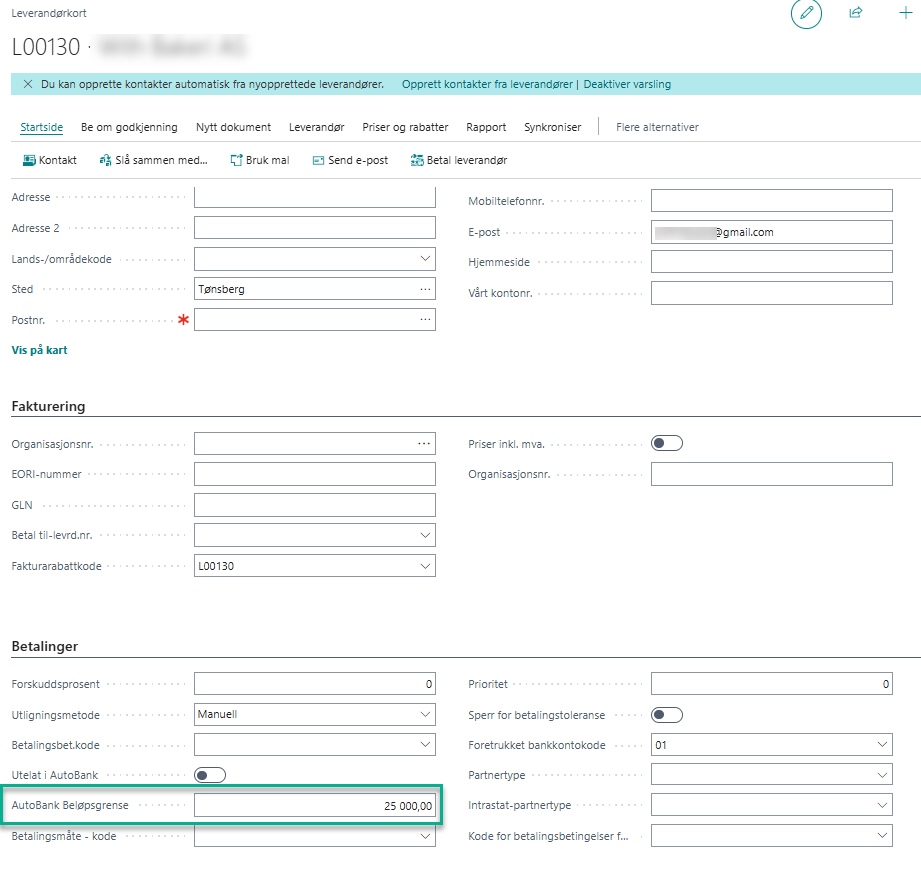 Leverandørkort
L00130 ·
Du kan opprette kontakter automatisk fra nyopprettede leverandører. Opprett kontakter fra leverandører | Deaktiver varsling
Startside Be om godkjenning Nytt dokument Leverandør Priser og rabatter Rapport Synkroniser Flere alternativer
Kontakt Slå sammen med... Bruk mal Send e-post Betal leverandør
Adresse
Adresse 2
Lands-/områdekode
Sted Tønsberg
Postnr.
Vis på kart
Mobiltelefonnr.
E-post @gmail.com
Hjemmeside
Vårt kontonr.
Fakturering
Organisasjonsnr.
EORI-nummer
GLN
Betal til-levrd.nr.
Fakturarabattkode L00130
Priser inkl. mva.
Organisasjonsnr.
Betalinger
Forskuddsprosent 0
Utligningsmetode Manuell
Betalingsbet.kode
Utelat i AutoBank
AutoBank Beløpsgrense 25 000,00
Betalingsmåte - kode
Prioritet 0
Sperr for betalingstoleranse
Foretrukket bankkontokode 01
Partnertype
Intrastat-partnertype
Kode for betalingsbetingelser f...